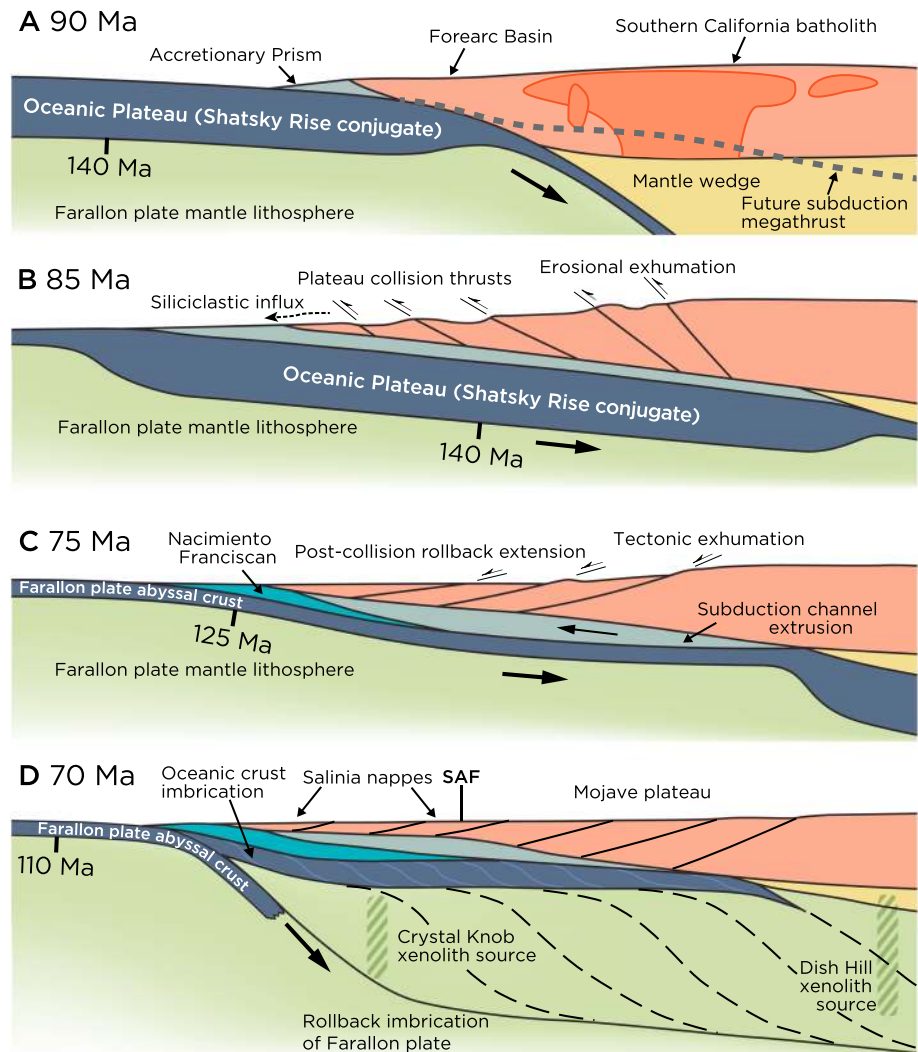 A 90 Ma
Southern California batholith
Forearc Basin
Accretionary Prism
Oceanic Plateau (Shatsky Rise conjugate)
140 Ma
Mantle wedge
Future subduction
megathrust
Farallon plate mantle lithosphere
B 85 Ma
Erosional exhumation
Plateau collision thrusts
Siliciclastic influx
Oceanic Plateau (Shatsky Rise conjugate)
Farallon plate mantle lithosphere
140 Ma
C 75 Ma
Nacimiento
Franciscan
Post-collision rollback extension
Tectonic exhumation
Farallon plate abyssal crust
125 Ma
Subduction channel
extrusion
Farallon plate mantle lithosphere
D 70 Ma
Oceanic crust
imbrication
Salinia nappes
SAF
Mojave plateau
Farallon plate abyssal crust
110 Ma
Crystal Knob
xenolith source
Dish Hill
xenolith
source
Rollback imbrication
of Farallon plate